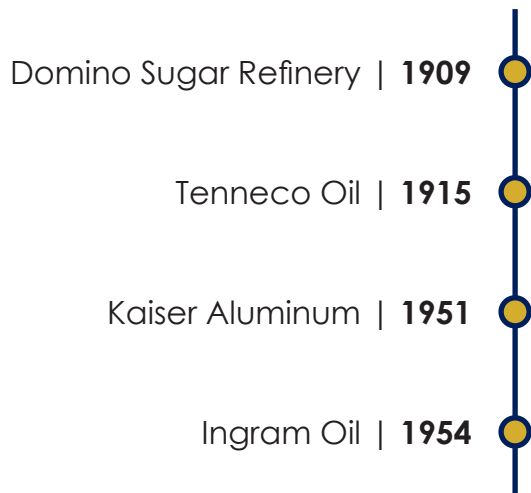 Domino Sugar Refinery | 1909
Tenneco Oil | 1915
Kaiser Aluminum | 1951
Ingram Oil | 1954